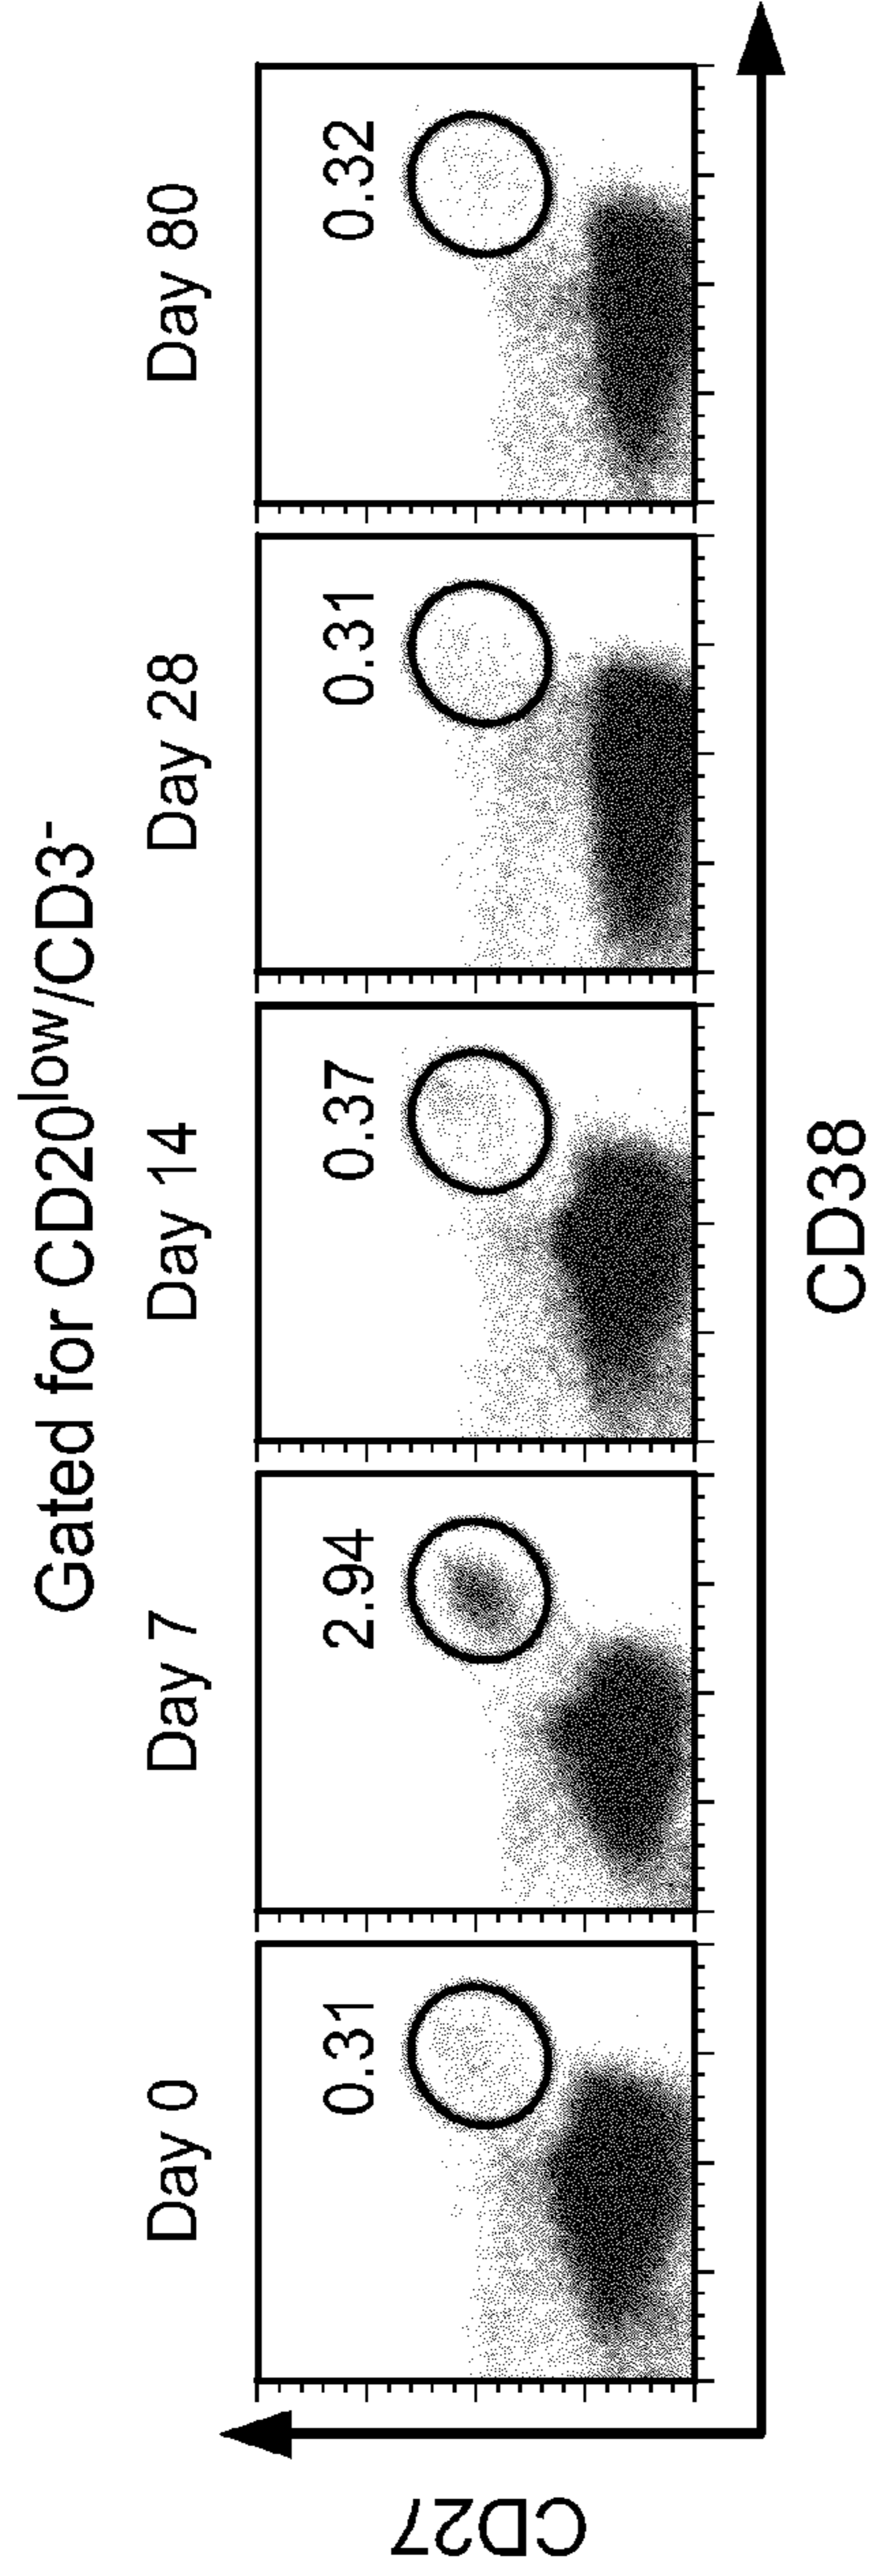 Gated for CD20low/CD3-
Day 0 Day 7 Day 14 Day 28 Day 80
0.31 2.94 0.37 0.31 0.32
CD27
CD38